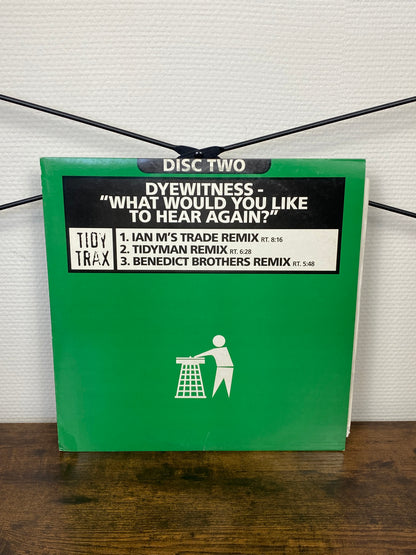 DISC TWO
DYEWITNESS -
“WHAT WOULD YOU LIKE
TO HEAR AGAIN?”
TIDY
TRAX
1. IAN M'S TRADE REMIX RT. 8:16
2. TIDYMAN REMIX RT. 6:28
3. BENEDICT BROTHERS REMIX RT. 5:48